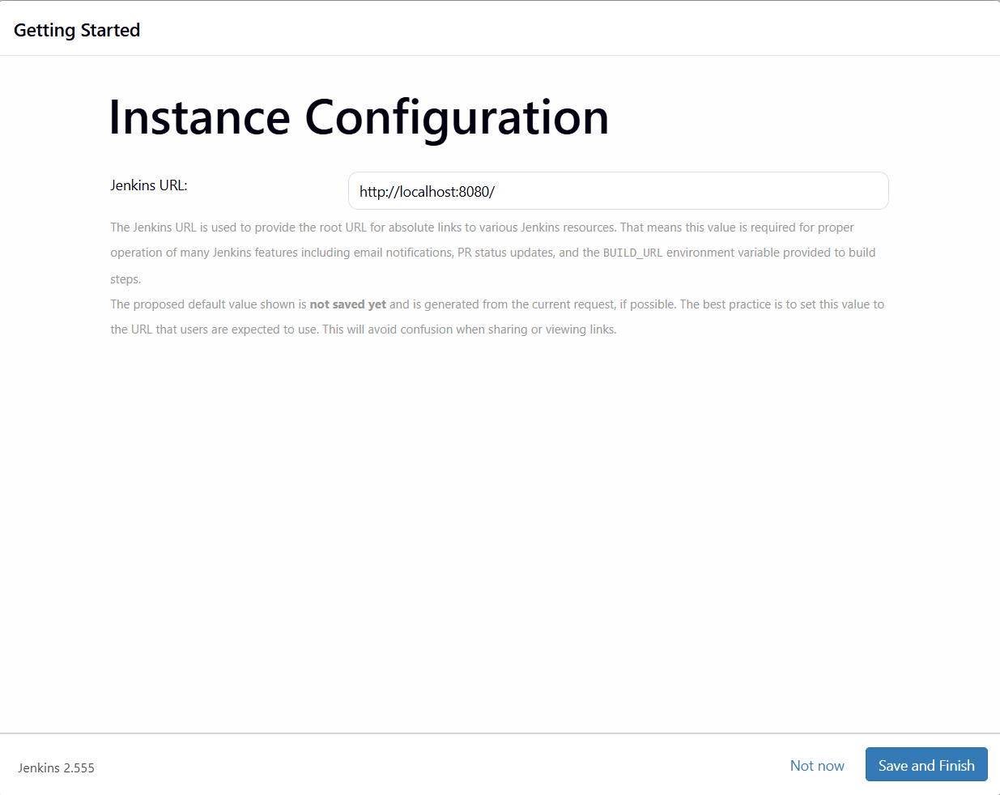 Getting Started
Instance Configuration
Jenkins URL:
http://localhost:8080/
The Jenkins URL is used to provide the root URL for absolute links to various Jenkins resources. That means this value is required for proper
operation of many Jenkins features including email notifications, PR status updates, and the BUILD_URL environment variable provided to build
steps.
The proposed default value shown is not saved yet and is generated from the current request, if possible. The best practice is to set this value to
the URL that users are expected to use. This will avoid confusion when sharing or viewing links.
Jenkins 2.555
Not now
Save and Finish